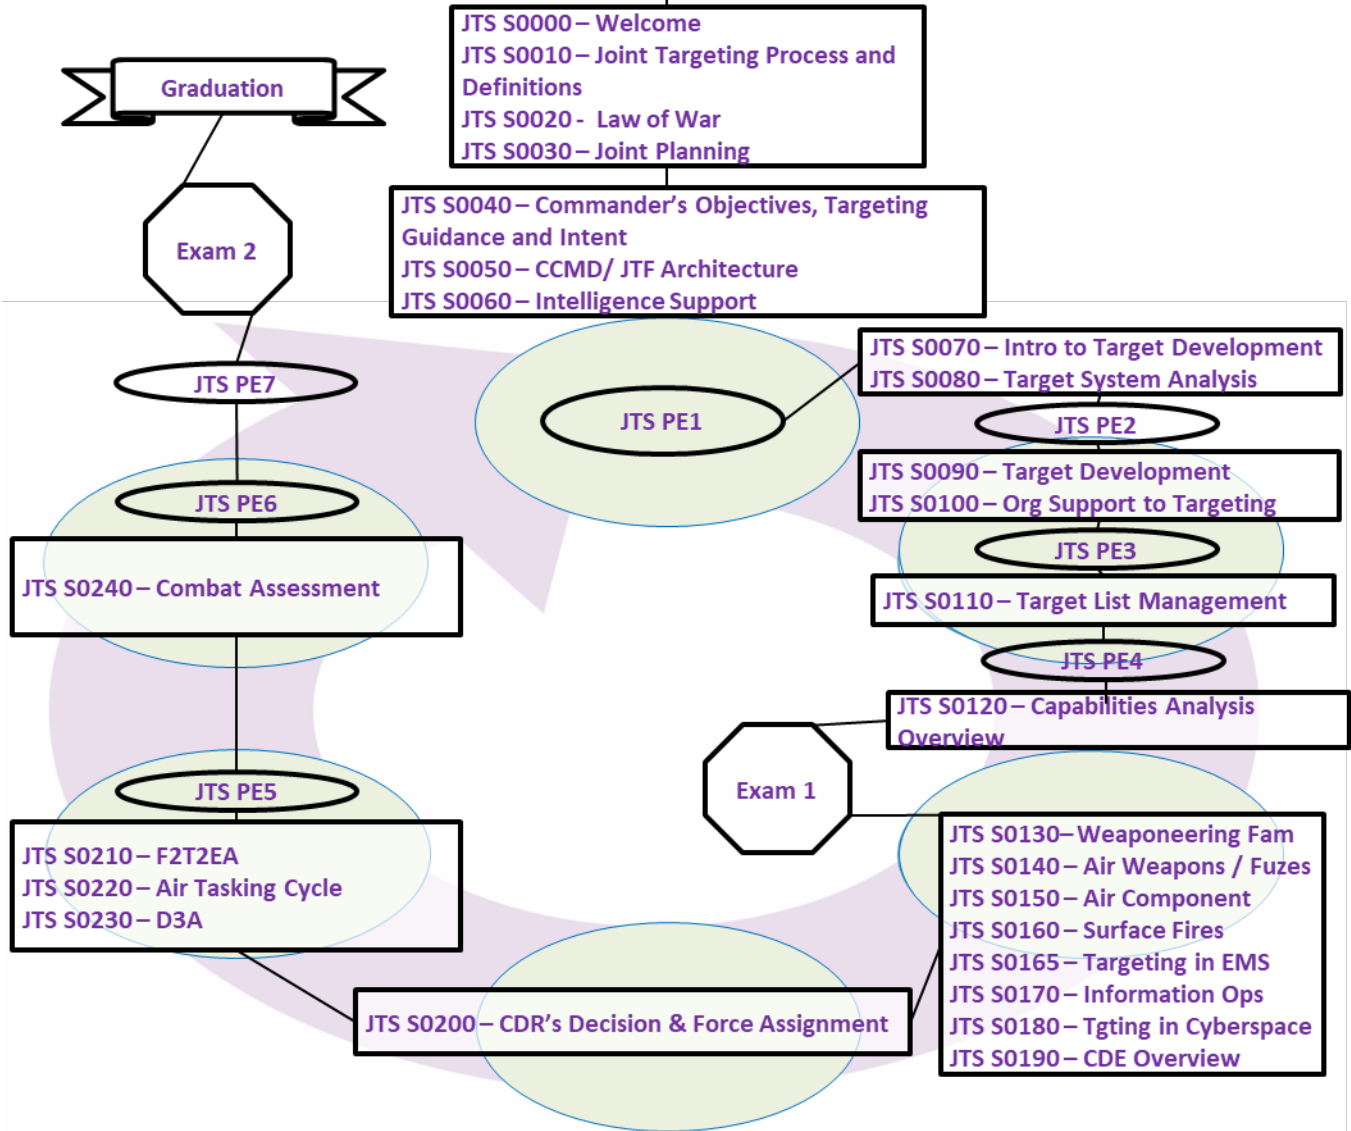 JTS S0000 – Welcome
JTS S0010 – Joint Targeting Process and
Definitions
JTS S0020 -  Law of War
JTS S0030 – Joint Planning
Graduation
Exam 2
JTS S0040 – Commander’s Objectives, Targeting
Guidance and Intent
JTS S0050 – CCMD/ JTF Architecture
JTS S0060 – Intelligence Support
JTS PE1
JTS S0070 – Intro to Target Development
JTS S0080 – Target System Analysis
JTS PE2
JTS S0090 – Target Development
JTS S0100 – Org Support to Targeting
JTS PE3
JTS S0110 – Target List Management
JTS PE4
JTS S0120 – Capabilities Analysis
Overview
Exam 1
JTS S0130– Weaponeering Fam
JTS S0140 – Air Weapons / Fuzes
JTS S0150 – Air Component
JTS S0160 – Surface Fires
JTS S0165 – Targeting in EMS
JTS S0170 – Information Ops
JTS S0180 – Tgting in Cyberspace
JTS S0190 – CDE Overview
JTS S0200 – CDR’s Decision & Force Assignment
JTS S0210 – F2T2EA
JTS S0220 – Air Tasking Cycle
JTS S0230 – D3A
JTS PE5
JTS S0240 – Combat Assessment
JTS PE6
JTS PE7